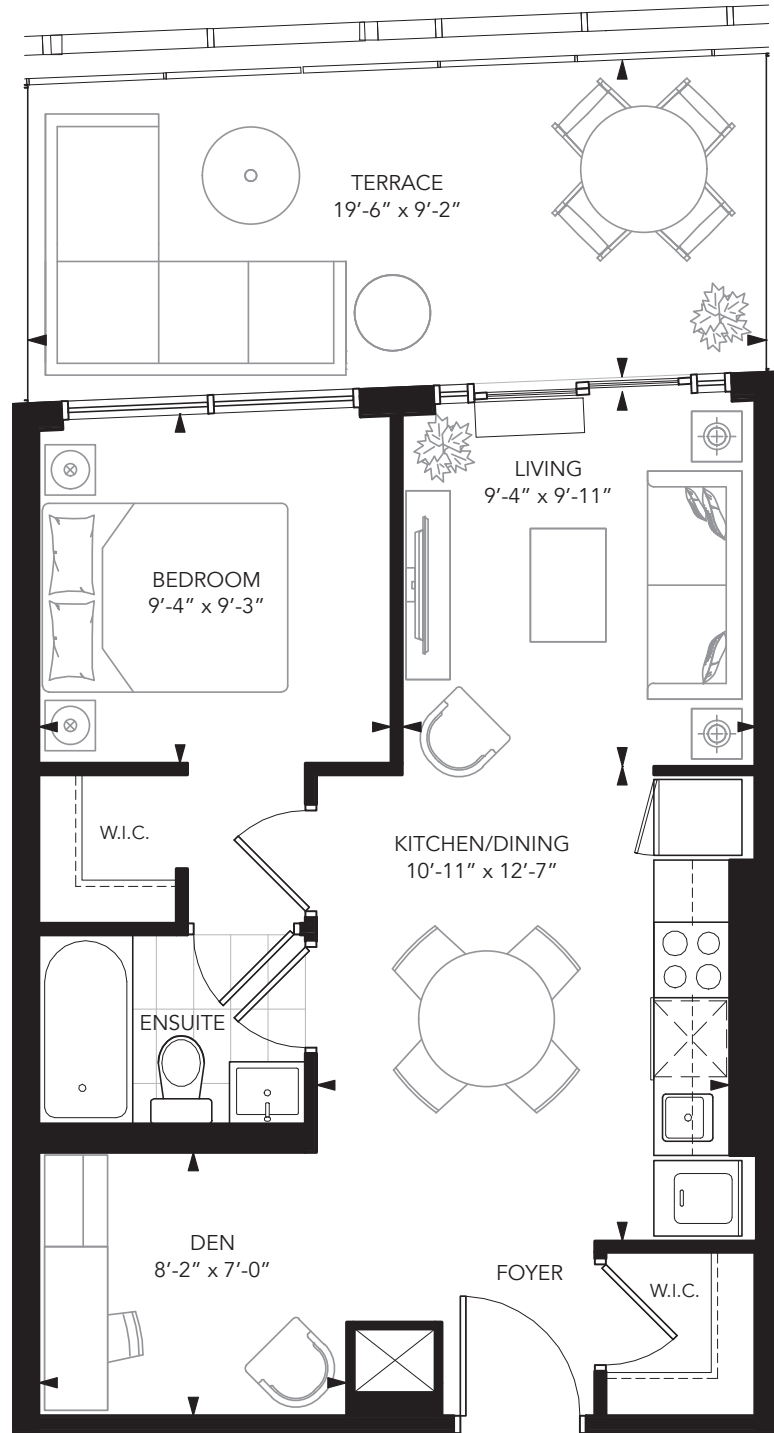 TERRACE
19’-6” x 9’-2”
LIVING
9’-4” x 9’-11”
BEDROOM
9’-4” x 9’-3”
W.I.C.
KITCHEN/DINING
10’-11” x 12’-7”
ENSUITE
DEN
8’-2” x 7’-0”
FOYER
W.I.C.